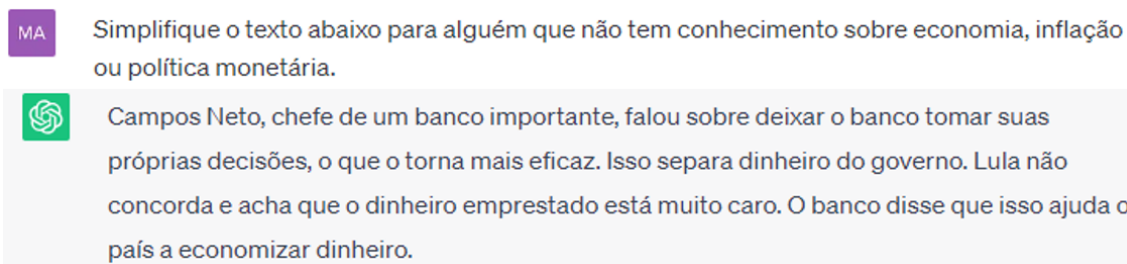 MA
Simplifique o texto abaixo para alguém que não tem conhecimento sobre economia, inflação
ou política monetária.
Campos Neto, chefe de um banco importante, falou sobre deixar o banco tomar suas
próprias decisões, o que o torna mais eficaz. Isso separa dinheiro do governo. Lula não
concorda e acha que o dinheiro emprestado está muito caro. O banco disse que isso ajuda o
país a economizar dinheiro.